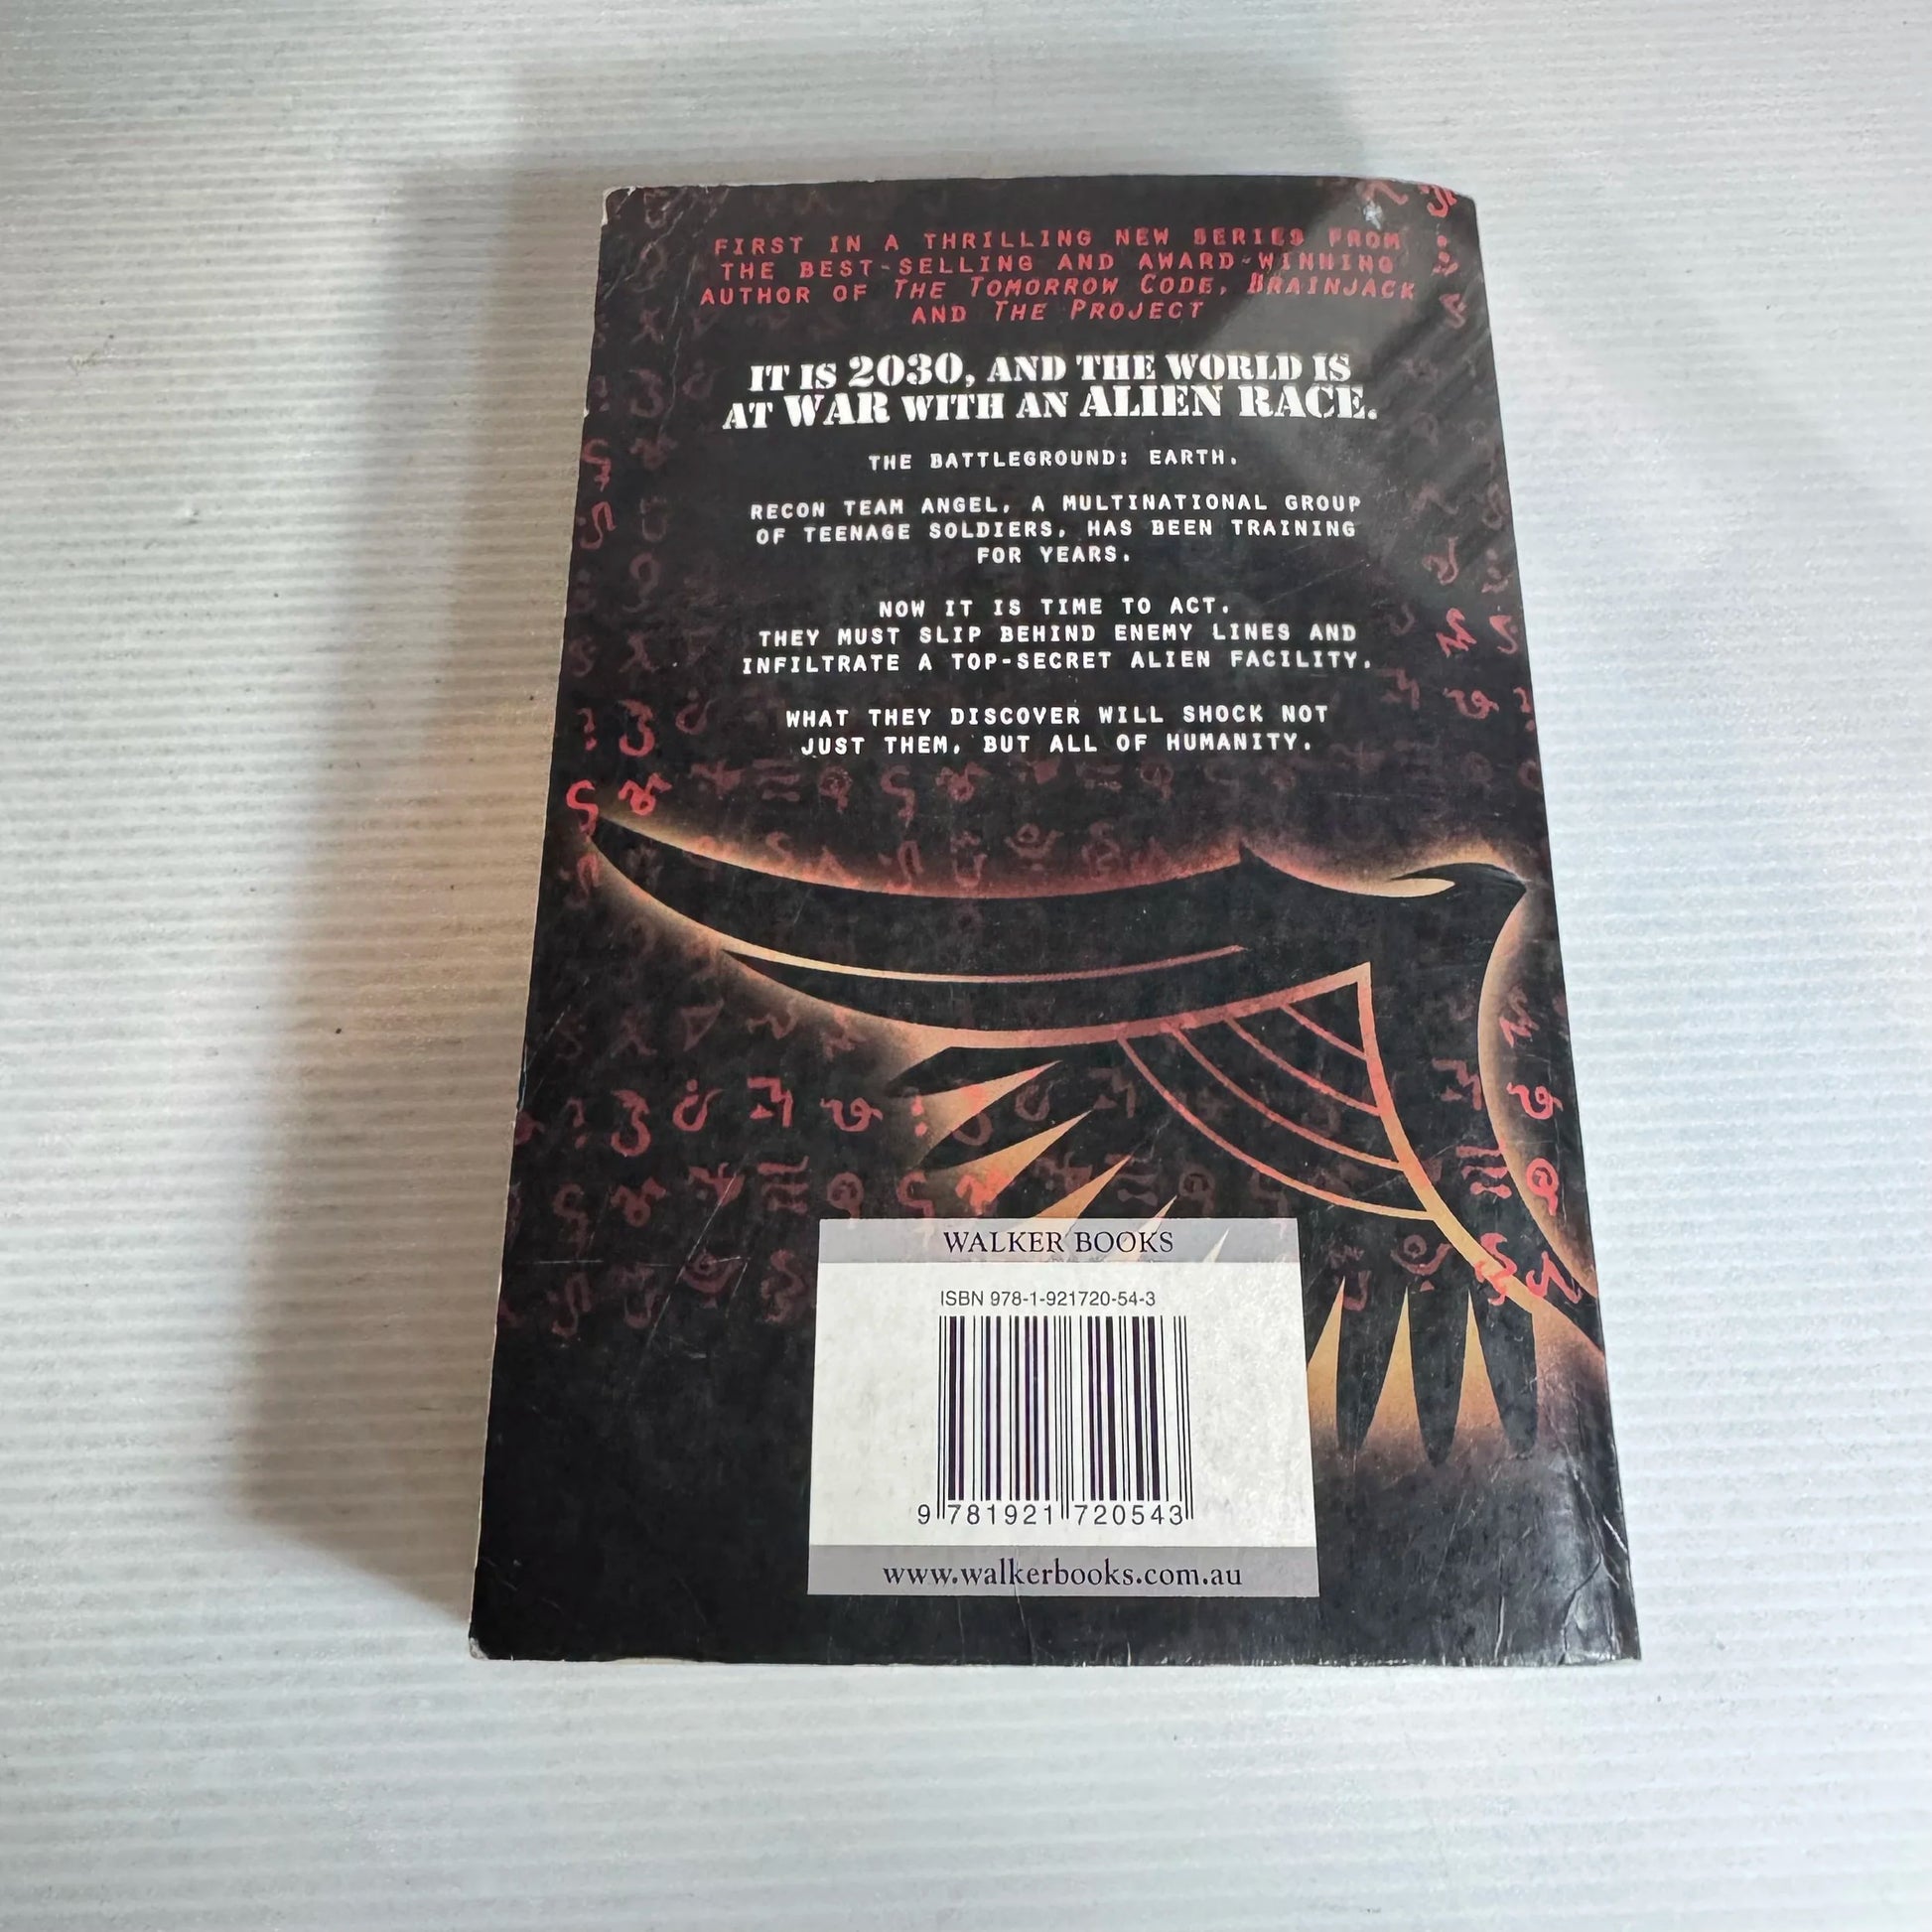 FIRST IN A THRILLING NEW SERIES FROM
THE BEST-SELLING AND AWARD-WINNING
AUTHOR OF THE TOMORROW CODE, BRAINJACK
AND THE PROJECT
IT IS 2030, AND THE WORLD IS
AT WAR WITH AN ALIEN RACE.
THE BATTLEGROUND: EARTH.
RECON TEAM ANGEL, A MULTINATIONAL GROUP
OF TEENAGE SOLDIERS, HAS BEEN TRAINING
FOR YEARS.
NOW IT IS TIME TO ACT.
THEY MUST SLIP BEHIND ENEMY LINES AND
INFILTRATE A TOP-SECRET ALIEN FACILITY.
WHAT THEY DISCOVER WILL SHOCK NOT
JUST THEM, BUT ALL OF HUMANITY.
WALKER BOOKS
ISBN 978-1-921720-54-3
9 781921 720543
www.walkerbooks.com.au